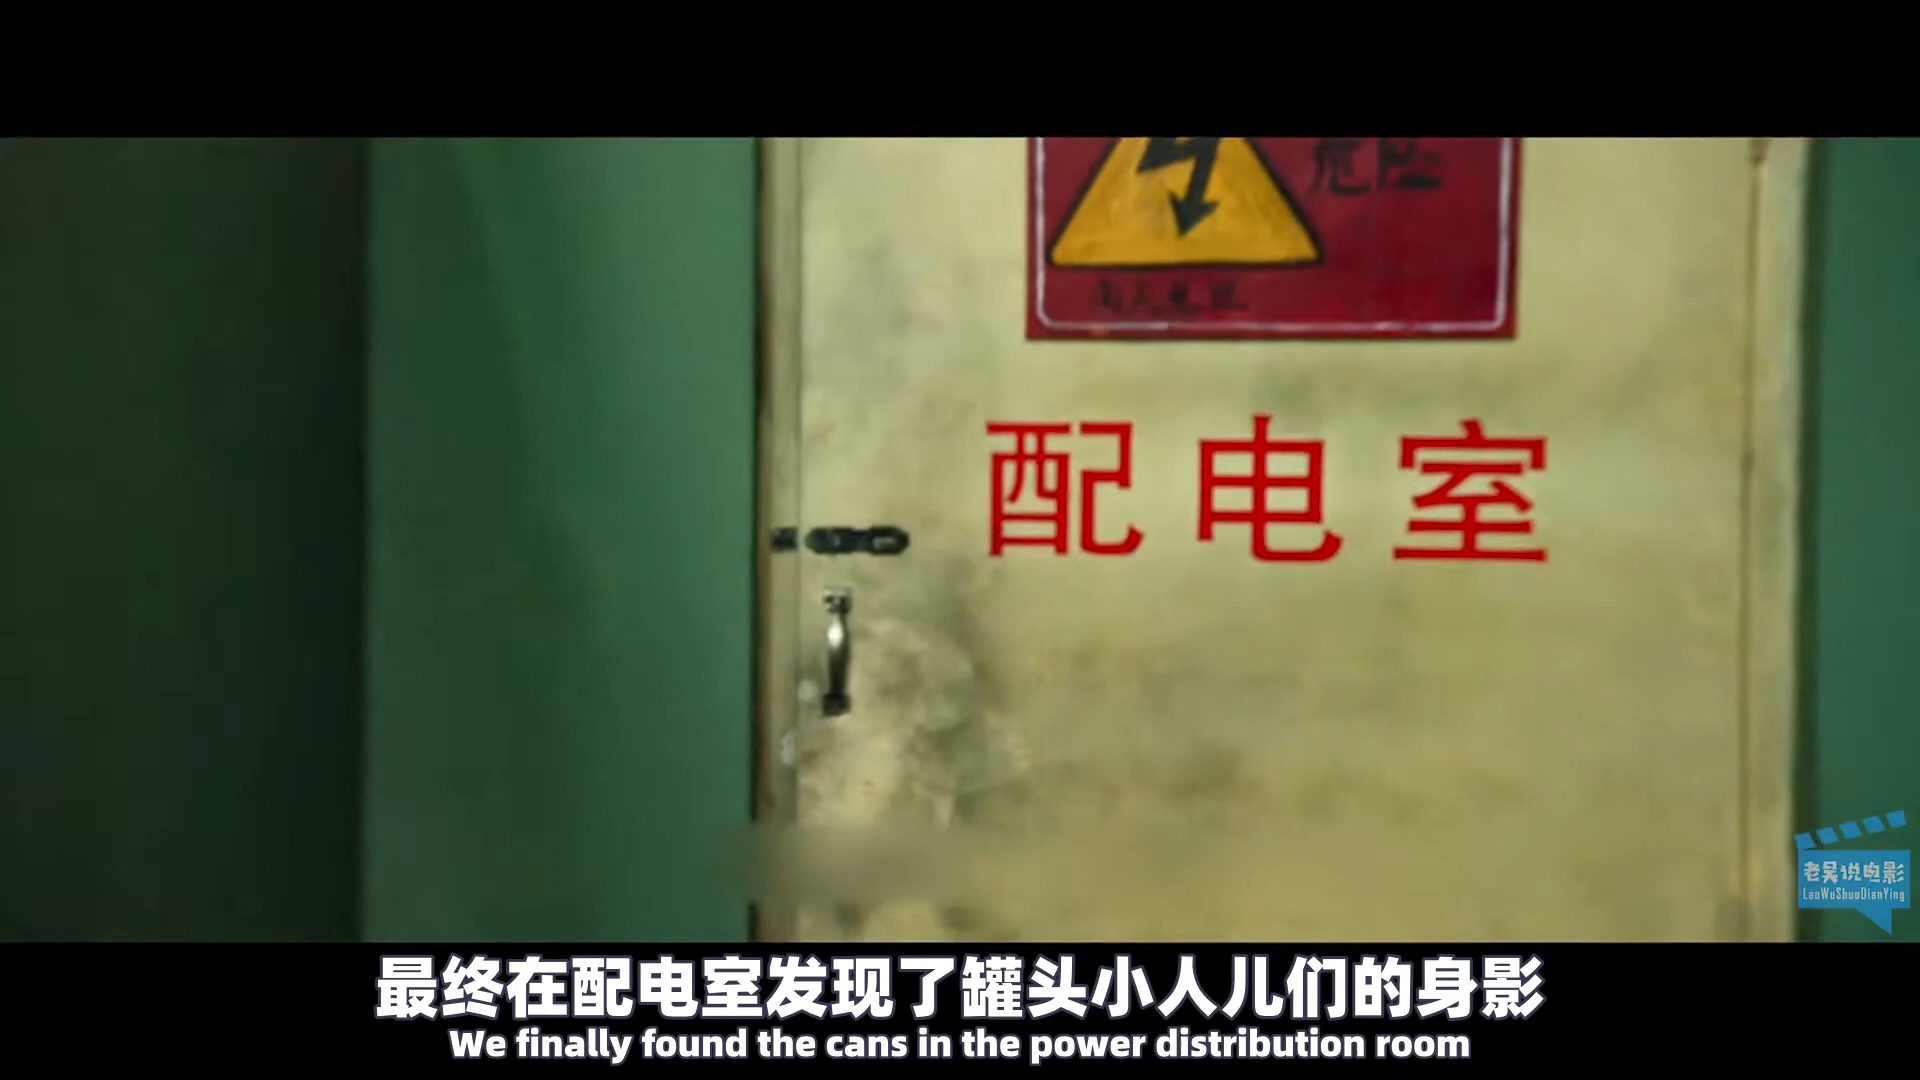 危险
配电室
老吴说电影
LaoWuShuoDianYing
最终在配电室发现了罐头小人儿们的身影
We finally found the cans in the power distribution room